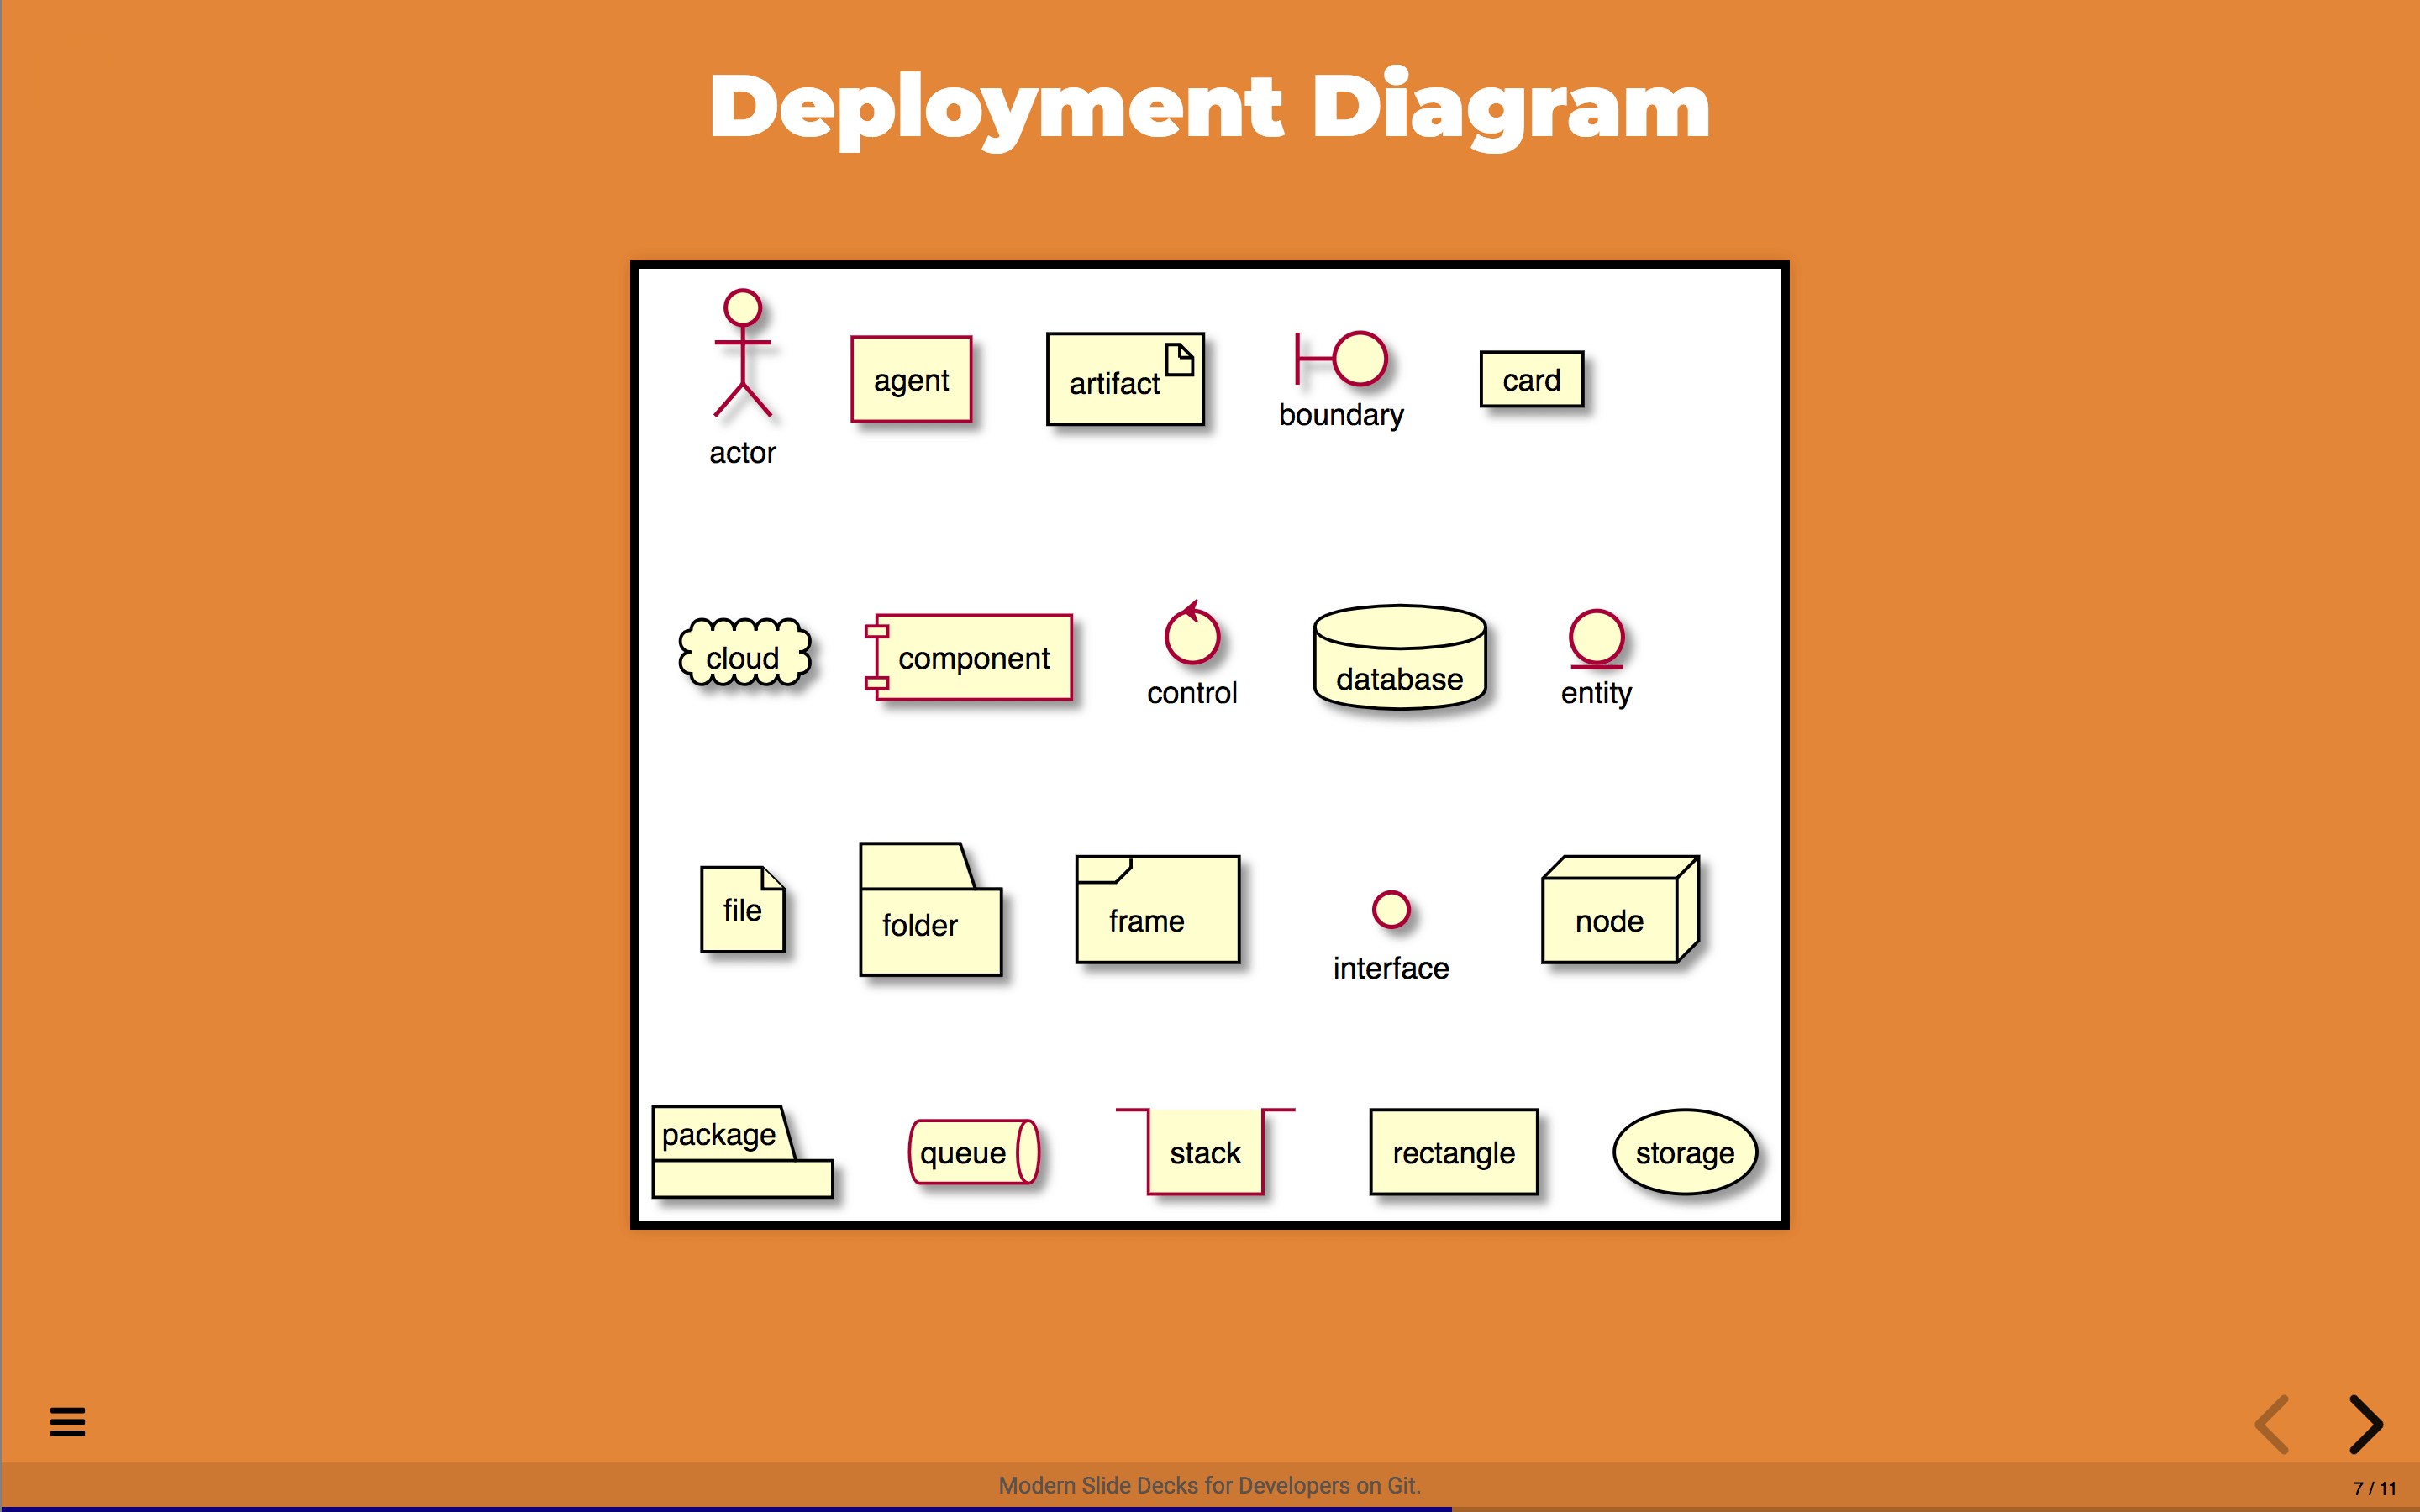 Deployment Diagram
actor
agent
artifact
boundary
card
cloud
component
control
database
entity
file
folder
frame
interface
node
package
queue
stack
rectangle
storage
Modern Slide Decks for Developers on Git.
7 / 11